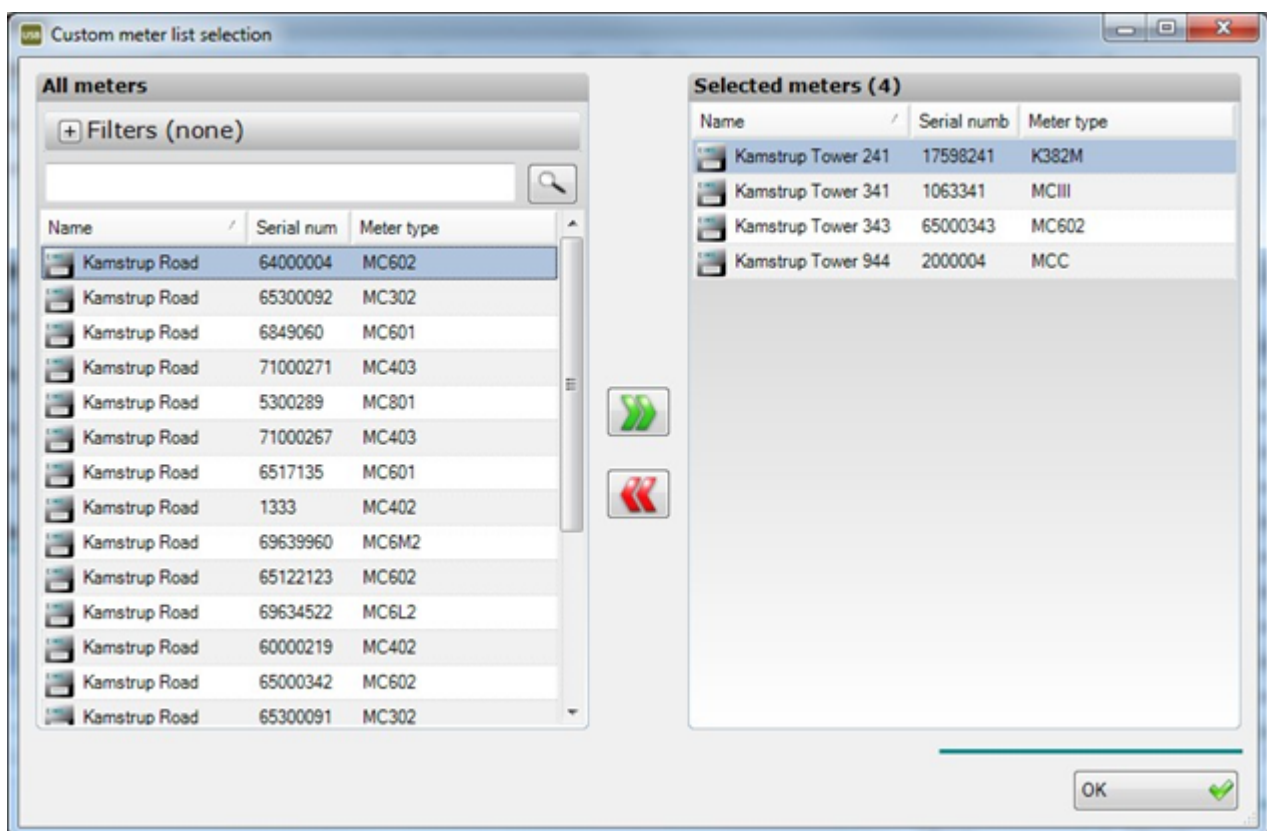 USB Custom meter list selection
All meters
Filters (none)
Name Serial num Meter type
Kamstrup Road 64000004 MC602
Kamstrup Road 65300092 MC302
Kamstrup Road 6849060 MC601
Kamstrup Road 71000271 MC403
Kamstrup Road 5300289 MC801
Kamstrup Road 71000267 MC403
Kamstrup Road 6517135 MC601
Kamstrup Road 1333 MC402
Kamstrup Road 69639960 MC6M2
Kamstrup Road 65122123 MC602
Kamstrup Road 69634522 MC6L2
Kamstrup Road 60000219 MC402
Kamstrup Road 65000342 MC602
Kamstrup Road 65300091 MC302
Selected meters (4)
Name Serial numb Meter type
Kamstrup Tower 241 17598241 K382M
Kamstrup Tower 341 1063341 MCIII
Kamstrup Tower 343 65000343 MC602
Kamstrup Tower 944 2000004 MCC
OK